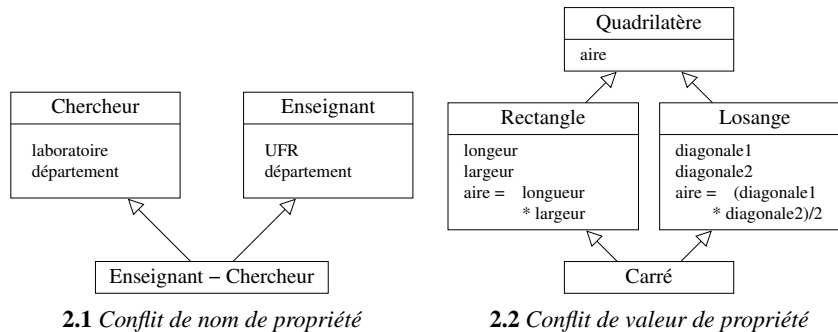 Quadrilatère
aire
Chercheur
laboratoire
département
Enseignant
UFR
département
Rectangle
longeur
largeur
aire = longueur
* largeur
Losange
diagonale1
diagonale2
aire = (diagonale1
* diagonale2)/2
Enseignant − Chercheur
Carré
2.1 Conflit de nom de propriété
2.2 Conflit de valeur de propriété